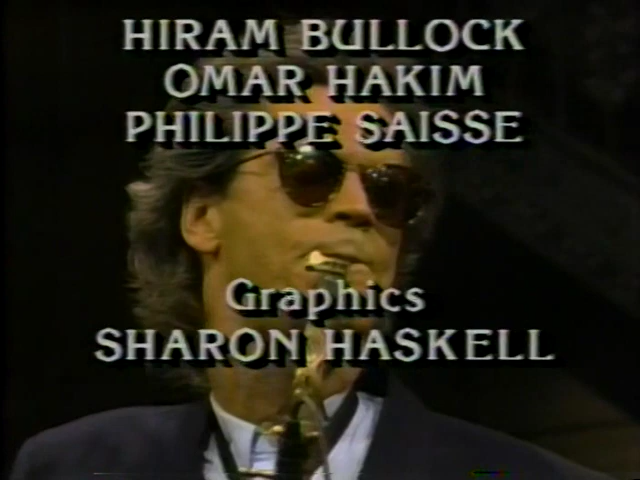 HIRAM BULLOCK
OMAR HAKIM
PHILIPPE SAISSE
Graphics
SHARON HASKELL